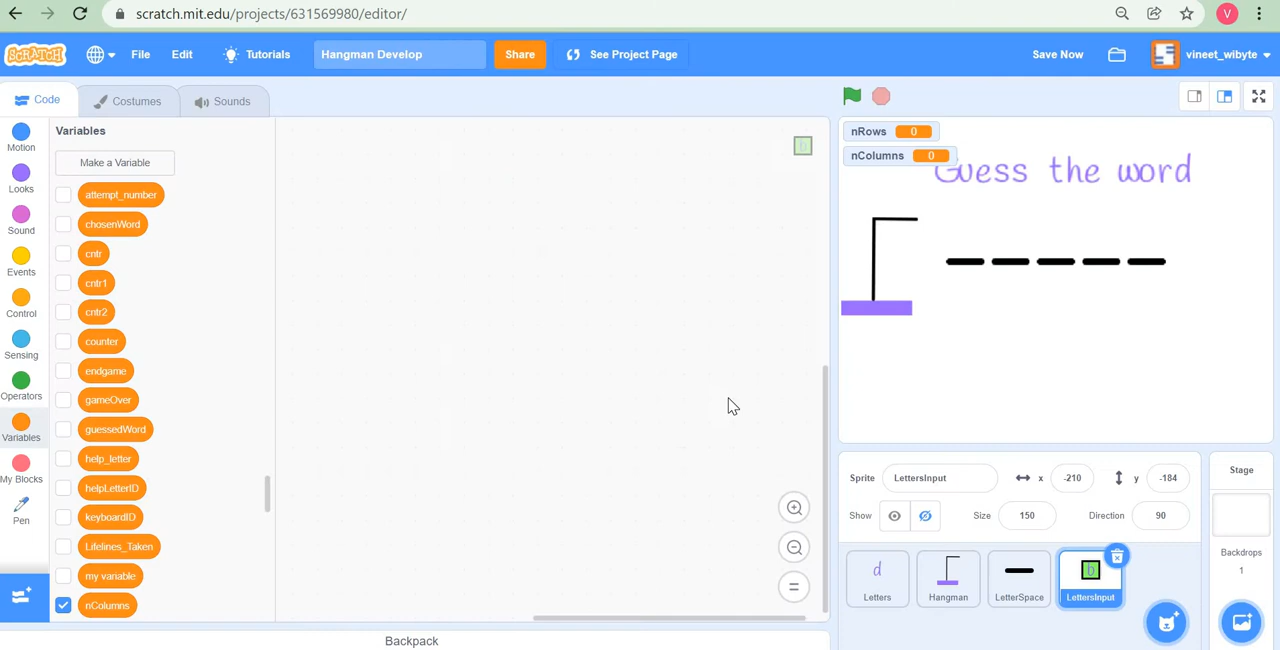 scratch.mit.edu/projects/631569980/editor/
V
SCRATCH
File
Edit
Tutorials
Hangman Develop
Share
See Project Page
Save Now
vineet_wibyte
Code
Costumes
Sounds
Motion
Looks
Sound
Events
Control
Sensing
Operators
Variables
My Blocks
Pen
Variables
Make a Variable
attempt_number
chosenWord
cntr
cntr1
cntr2
counter
endgame
gameOver
guessedWord
help_letter
helpLetterID
keyboardID
Lifelines_Taken
my variable
nColumns
b
Backpack
nRows 0
nColumns 0
Guess the word
Sprite LettersInput x -210 y -184
Show Size 150 Direction 90
d
Letters
Hangman
LetterSpace
b
LettersInput
Stage
Backdrops
1